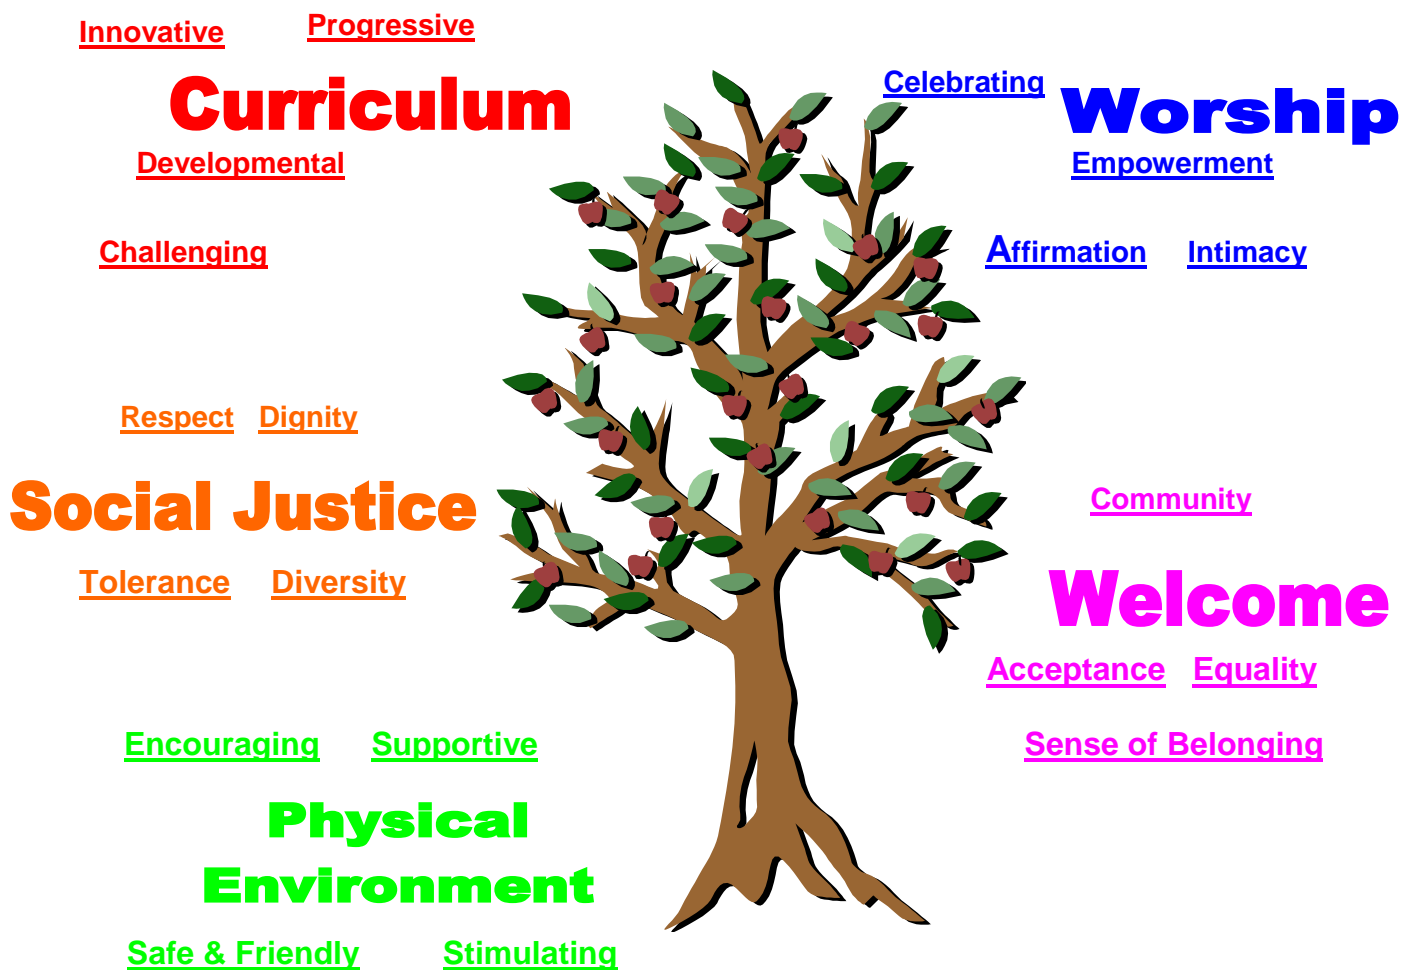 Innovative Progressive
Curriculum
Developmental
Challenging
Celebrating
Worship
Empowerment
Affirmation Intimacy
Respect Dignity
Social Justice
Tolerance Diversity
Community
Welcome
Acceptance Equality
Sense of Belonging
Encouraging Supportive
Physical
Environment
Safe & Friendly Stimulating